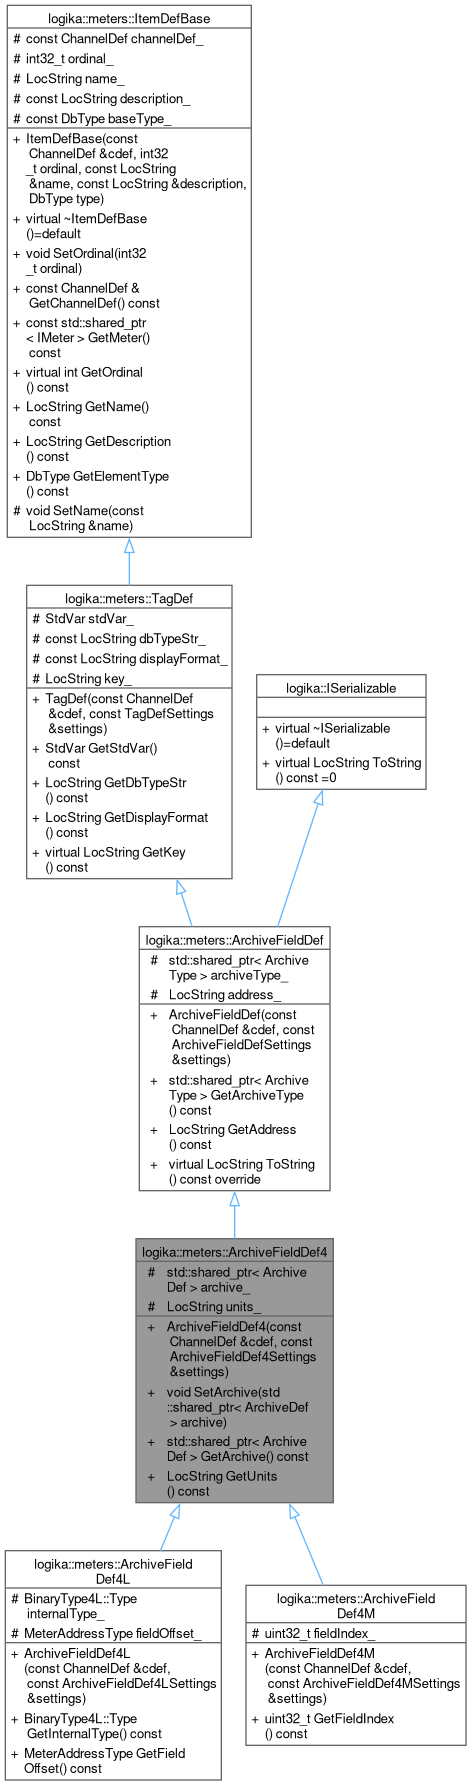 logika::meters::ItemDefBase
# const ChannelDef channelDef_
# int32_t ordinal_
# LocString name_
# const LocString description_
# const DbType baseType_
+ ItemDefBase(const
ChannelDef &cdef, int32
_t ordinal, const LocString
&name, const LocString &description,
DbType type)
+ virtual ~ItemDefBase
()=default
+ void SetOrdinal(int32
_t ordinal)
+ const ChannelDef &
GetChannelDef() const
+ const std::shared_ptr
< IMeter > GetMeter()
const
+ virtual int GetOrdinal
() const
+ LocString GetName()
const
+ LocString GetDescription
() const
+ DbType GetElementType
() const
# void SetName(const
LocString &name)
logika::meters::TagDef
# StdVar stdVar_
# const LocString dbTypeStr_
# const LocString displayFormat_
# LocString key_
+ TagDef(const ChannelDef
&cdef, const TagDefSettings
&settings)
+ StdVar GetStdVar()
const
+ LocString GetDbTypeStr
() const
+ LocString GetDisplayFormat
() const
+ virtual LocString GetKey
() const
logika::ISerializable
+ virtual ~ISerializable
()=default
+ virtual LocString ToString
() const =0
logika::meters::ArchiveFieldDef
# std::shared_ptr< Archive
Type > archiveType_
# LocString address_
+ ArchiveFieldDef(const
ChannelDef &cdef, const
ArchiveFieldDefSettings
&settings)
+ std::shared_ptr< Archive
Type > GetArchiveType
() const
+ LocString GetAddress
() const
+ virtual LocString ToString
() const override
logika::meters::ArchiveFieldDef4
# std::shared_ptr< Archive
Def > archive_
# LocString units_
+ ArchiveFieldDef4(const
ChannelDef &cdef, const
ArchiveFieldDef4Settings
&settings)
+ void SetArchive(std
::shared_ptr< ArchiveDef
> archive)
+ std::shared_ptr< Archive
Def > GetArchive() const
+ LocString GetUnits
() const
logika::meters::ArchiveField
Def4L
# BinaryType4L::Type
internalType_
# MeterAddressType fieldOffset_
+ ArchiveFieldDef4L
(const ChannelDef &cdef,
const ArchiveFieldDef4LSettings
&settings)
+ BinaryType4L::Type
GetInternalType() const
+ MeterAddressType GetField
Offset() const
logika::meters::ArchiveField
Def4M
# uint32_t fieldIndex_
+ ArchiveFieldDef4M
(const ChannelDef &cdef,
const ArchiveFieldDef4MSettings
&settings)
+ uint32_t GetFieldIndex
() const